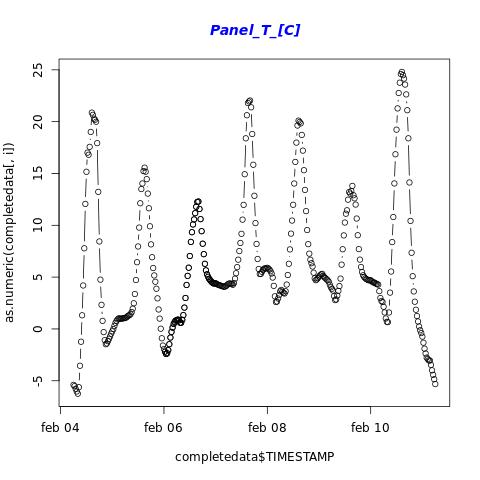 Panel_T_[C]
as.numeric(completedata[, i])
25
20
15
10
5
0
-5
feb 04
feb 06
feb 08
feb 10
completedata$TIMESTAMP